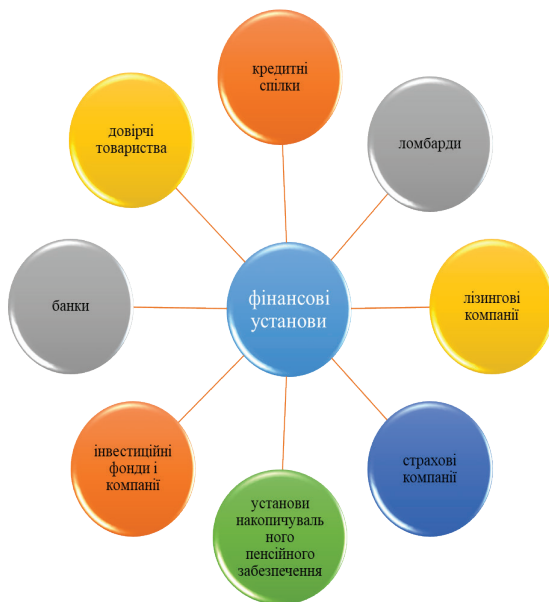 кредитні
спілки
ломбарди
лізингові
компанії
страхові
компанії
установи
накопичуваль
ного
пенсійного
забезпечення
інвестиційні
фонди і
компанії
банки
довірчі
товариства
фінансові
установи